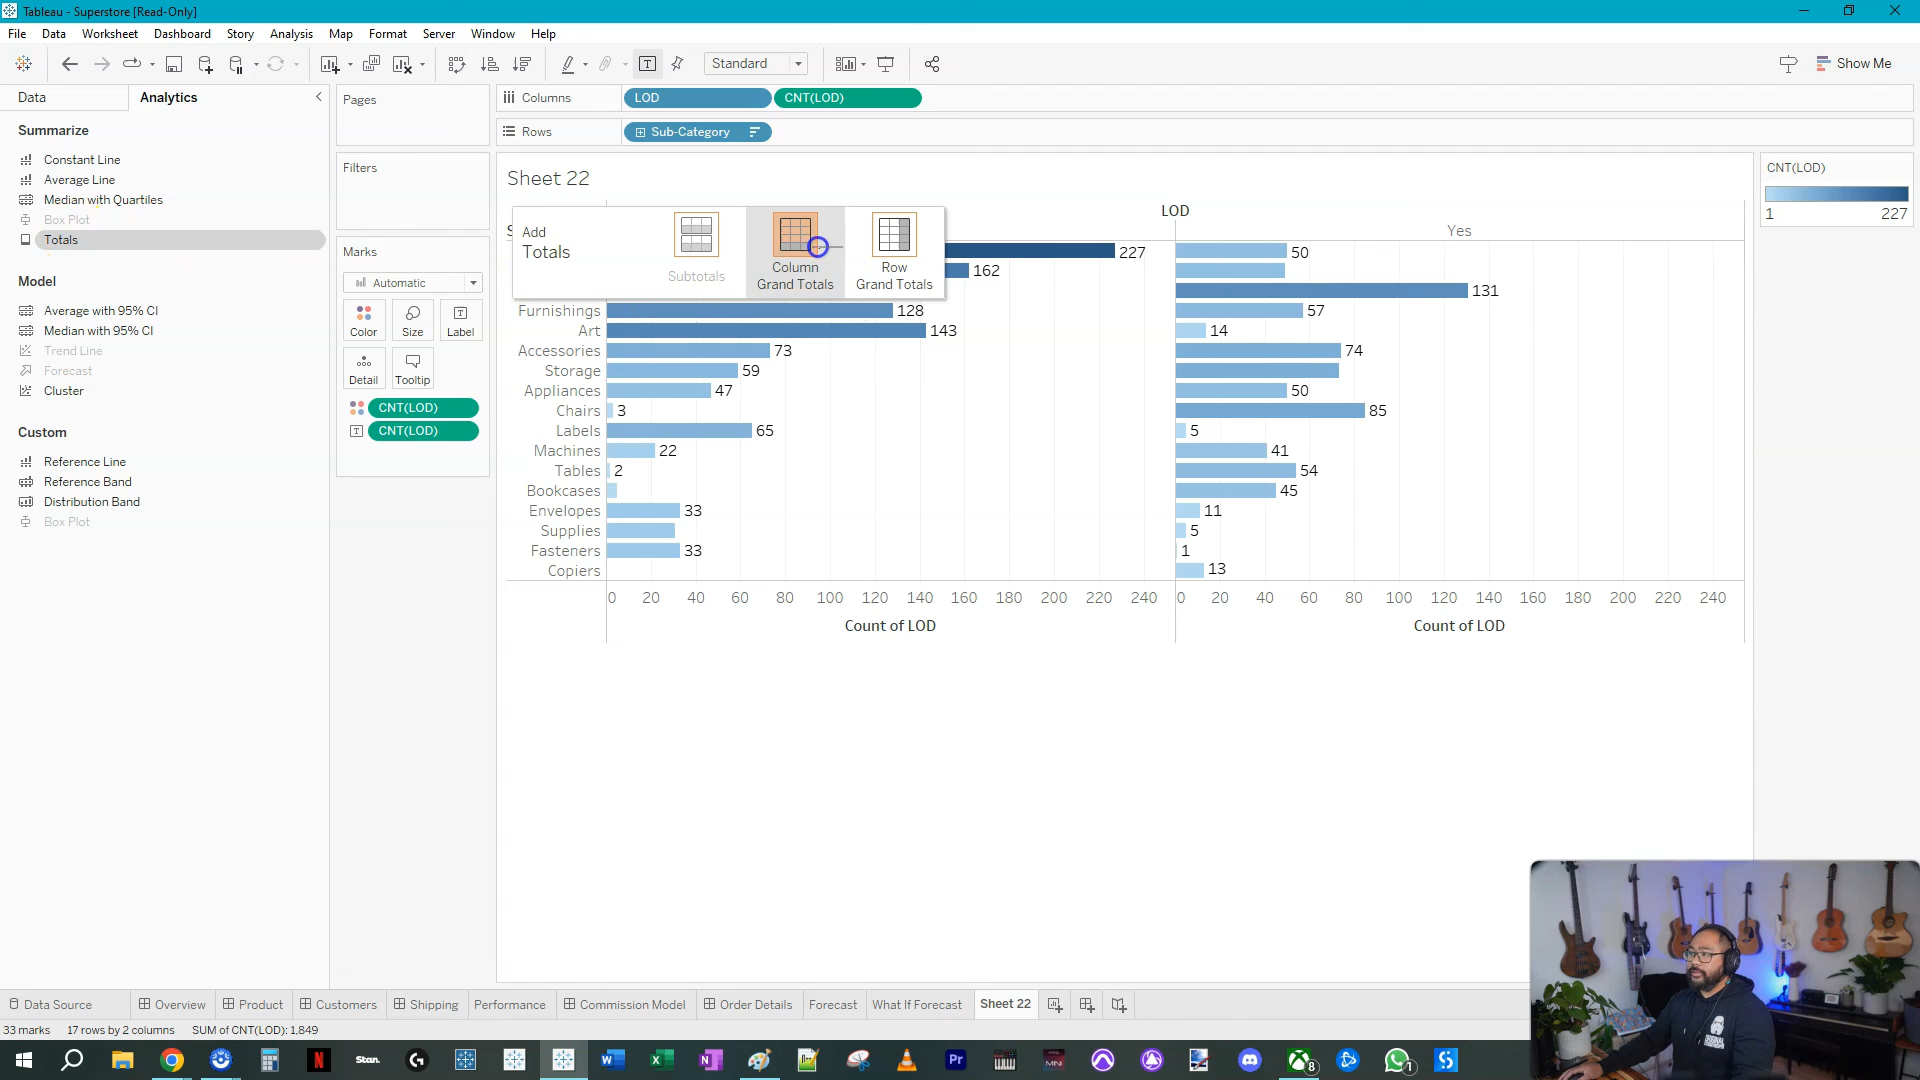 Tableau - Superstore [Read-Only]
File Data Worksheet Dashboard Story Analysis Map Format Server Window Help
Standard
Show Me
Data Analytics
Summarize
Constant Line
Average Line
Median with Quartiles
Box Plot
Totals
Model
Average with 95% CI
Median with 95% CI
Trend Line
Forecast
Cluster
Custom
Reference Line
Reference Band
Distribution Band
Box Plot
Pages
Filters
Marks
Automatic
Color Size Label
Detail Tooltip
CNT(LOD)
CNT(LOD)
Columns LOD CNT(LOD)
Rows Sub-Category
Sheet 22
LOD
Yes
Add
Totals
Subtotals
Column
Grand Totals
Row
Grand Totals
227 50
162
131
Furnishings 128 57
Art 143 14
Accessories 73 74
Storage 59
Appliances 47 50
Chairs 3 85
Labels 65 5
Machines 22 41
Tables 2 54
Bookcases 45
Envelopes 33 11
Supplies 5
Fasteners 33 1
Copiers 13
0 20 40 60 80 100 120 140 160 180 200 220 240 0 20 40 60 80 100 120 140 160 180 200 220 240
Count of LOD Count of LOD
CNT(LOD)
1 227
Data Source Overview Product Customers Shipping Performance Commission Model Order Details Forecast What If Forecast Sheet 22
33 marks 17 rows by 2 columns SUM of CNT(LOD): 1,849
Stan.